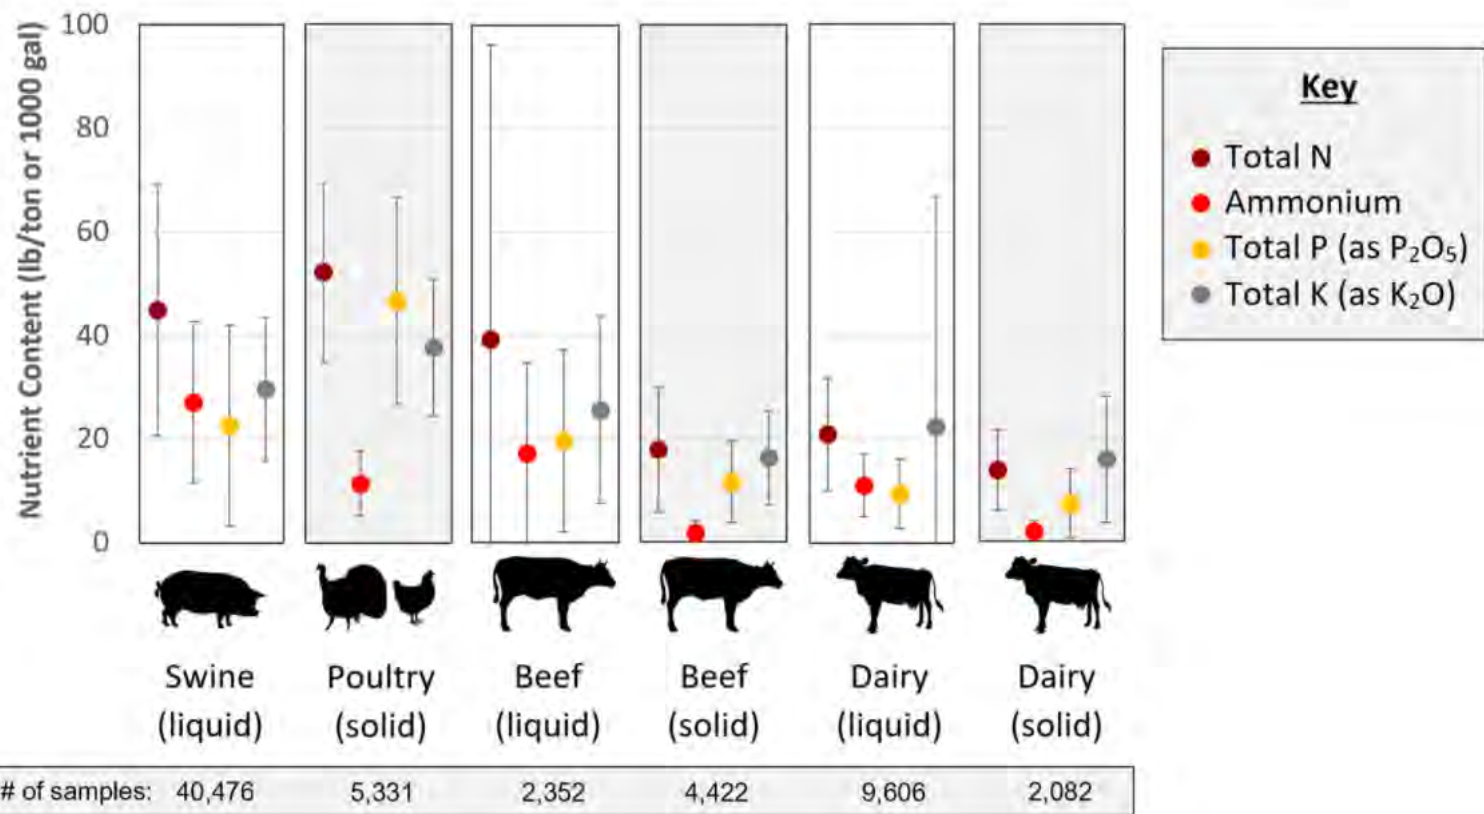 Nutrient Content (lb/ton or 1000 gal)
100
80
60
40
20
0
Key
Total N
Ammonium
Total P (as P₂O₅)
Total K (as K₂O)
Swine
(liquid)
Poultry
(solid)
Beef
(liquid)
Beef
(solid)
Dairy
(liquid)
Dairy
(solid)
# of samples: 40,476 5,331 2,352 4,422 9,606 2,082